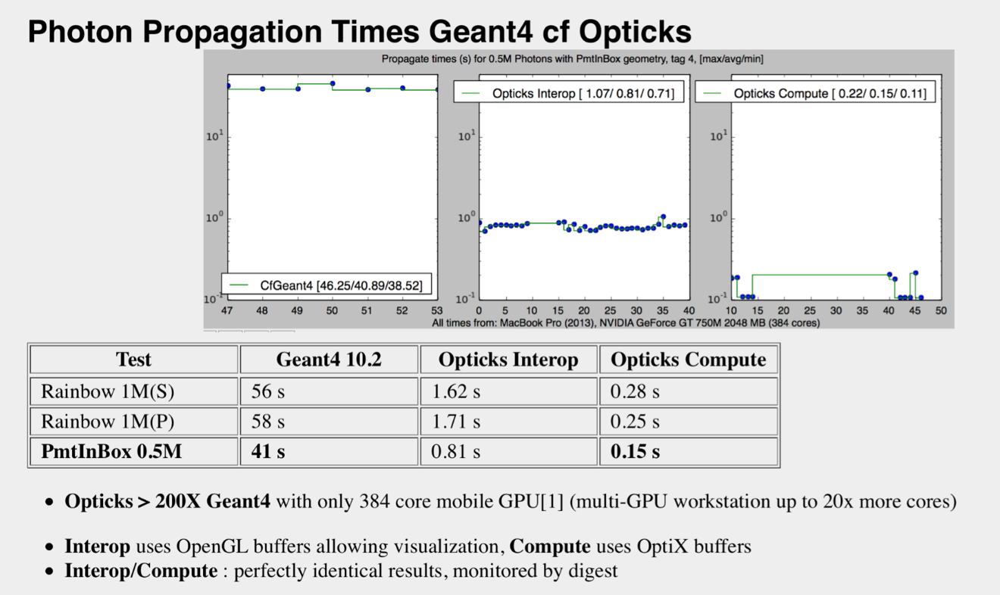 Photon Propagation Times Geant4 cf Opticks
Propagate times (s) for 0.5M Photons with PmtInBox geometry, tag 4, [max/avg/min]
10^1
10^0
10^-1
CfGeant4 [46.25/40.89/38.52]
47 48 49 50 51 52 53
Opticks Interop [ 1.07/ 0.81/ 0.71]
10^1
10^0
10^-1
0 5 10 15 20 25 30 35 40
Opticks Compute [ 0.22/ 0.15/ 0.11]
10^1
10^0
10^-1
10 15 20 25 30 35 40 45 50
All times from: MacBook Pro (2013), NVIDIA GeForce GT 750M 2048 MB (384 cores)
Test Geant4 10.2 Opticks Interop Opticks Compute
Rainbow 1M(S) 56 s 1.62 s 0.28 s
Rainbow 1M(P) 58 s 1.71 s 0.25 s
PmtInBox 0.5M 41 s 0.81 s 0.15 s
• Opticks > 200X Geant4 with only 384 core mobile GPU[1] (multi-GPU workstation up to 20x more cores)
• Interop uses OpenGL buffers allowing visualization, Compute uses OptiX buffers
• Interop/Compute : perfectly identical results, monitored by digest